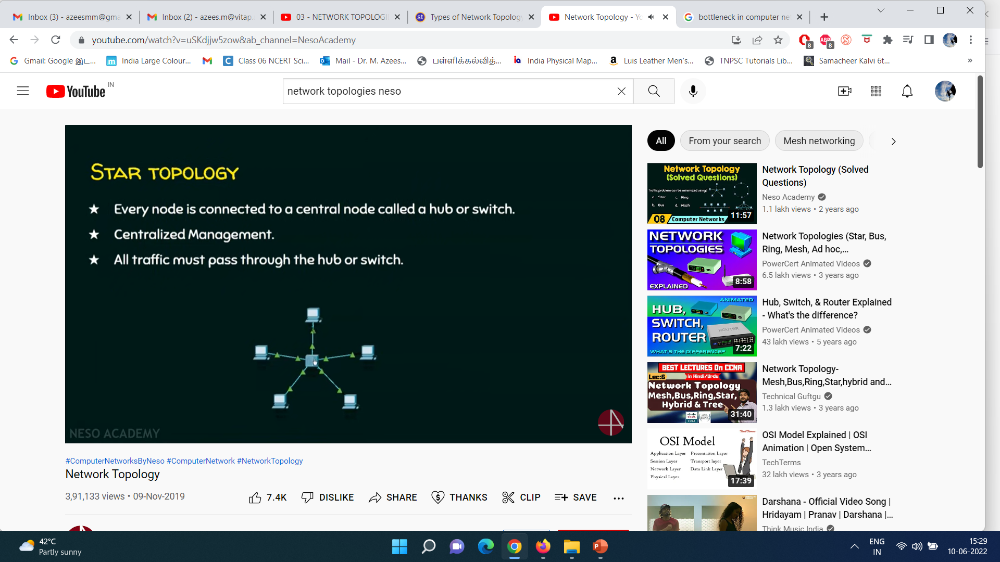 Inbox (3) - azeesmm@gma
Inbox (2) - azees.m@vitap.
03 - NETWORK TOPOLOGI
Types of Network Topology
Network Topology - Yo
bottleneck in computer ne
youtube.com/watch?v=uSKdjjw5zow&ab_channel=NesoAcademy
8
ABP
8
Gmail: Google இட...
India Large Colour...
Class 06 NCERT Sci...
Mail - Dr. M. Azees...
பள்ளிக்கல்வித்...
India Physical Map...
Luis Leather Men's...
TNPSC Tutorials Lib...
Samacheer Kalvi 6t...
»
YouTube IN
network topologies neso
STAR TOPOLOGY
★ Every node is connected to a central node called a hub or switch.
★ Centralized Management.
★ All traffic must pass through the hub or switch.
NESO ACADEMY
#ComputerNetworksByNeso #ComputerNetwork #NetworkTopology
Network Topology
3,91,133 views • 09-Nov-2019
7.4K
DISLIKE
SHARE
THANKS
CLIP
SAVE
All
From your search
Mesh networking
Network Topology
(Solved Questions)
Traffic problem can be minimized using?
a. Star c. Ring
b. Bus d. Mesh
08 Computer Networks
11:57
Network Topology (Solved
Questions)
Neso Academy
1.1 lakh views • 2 years ago
NETWORK
TOPOLOGIES
EXPLAINED
8:58
Network Topologies (Star, Bus,
Ring, Mesh, Ad hoc,...
PowerCert Animated Videos
6.5 lakh views • 3 years ago
ANIMATED
HUB,
SWITCH,
ROUTER
ROUTER
WHAT'S THE DIFFERENCE?
7:22
Hub, Switch, & Router Explained
- What's the difference?
PowerCert Animated Videos
43 lakh views • 5 years ago
BEST LECTURES On CCNA
Lec:6
in Hindi/Urdu
Network Topology
Mesh,Bus,Ring,Star,
Hybrid & Tree
CISCO
CCNA
CCNA
31:40
Network Topology-
Mesh,Bus,Ring,Star,hybrid and...
Technical Guftgu
1.3 lakh views • 3 years ago
TechTerms
OSI Model
Application Layer Presentation Layer
Session Layer Transport layer
Network Layer Data Link Layer
Physical Layer
17:39
OSI Model Explained | OSI
Animation | Open System...
TechTerms
32 lakh views • 3 years ago
Darshana - Official Video Song |
Hridayam | Pranav | Darshana |...
Think Music India
42°C
Partly sunny
ENG
IN
15:29
10-06-2022